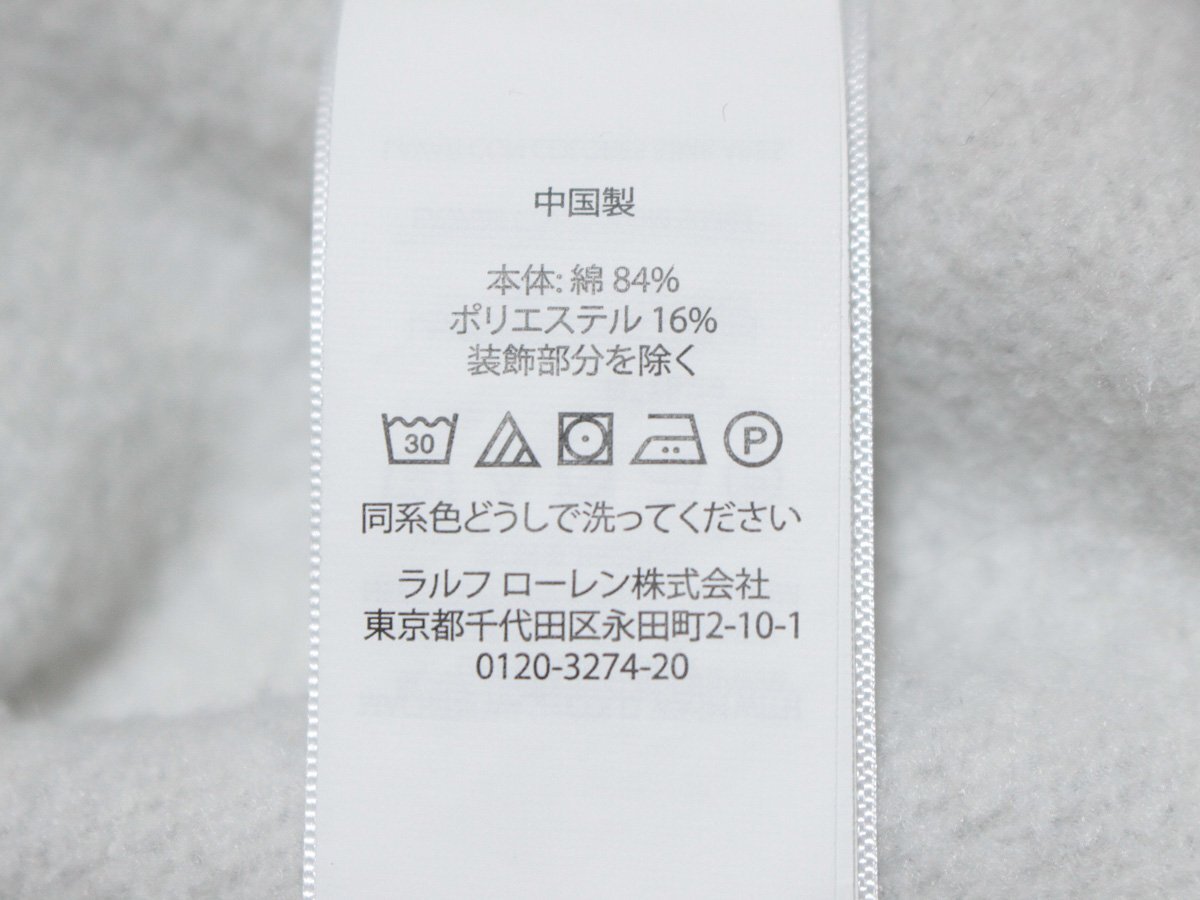 中国製
本体: 綿 84%
ポリエステル 16%
装飾部分を除く
30 P
同系色どうしで洗ってください
ラルフ ローレン株式会社
東京都千代田区永田町2-10-1
0120-3274-20